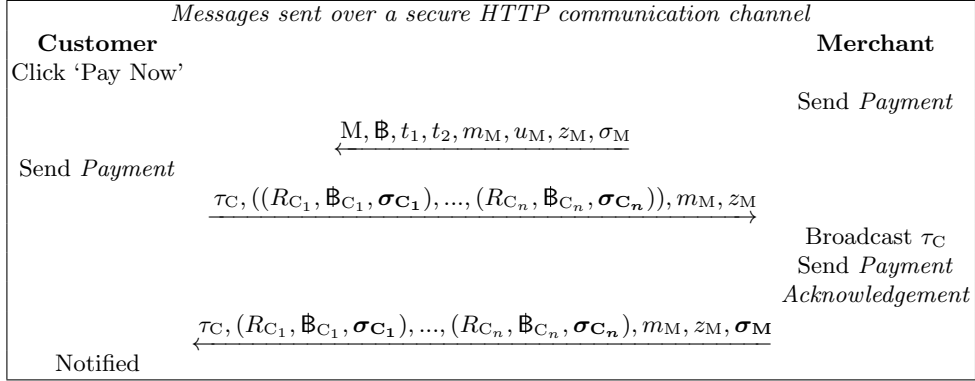 Messages sent over a secure HTTP communication channel
Customer Merchant
Click ‘Pay Now’
Send Payment
M, ₿, t₁, t₂, m_M, u_M, z_M, σ_M
Send Payment
τ_C, ((R_C₁, ₿_C₁, σ_C₁), ..., (R_Cₙ, ₿_Cₙ, σ_Cₙ)), m_M, z_M
Broadcast τ_C
Send Payment
Acknowledgement
τ_C, (R_C₁, ₿_C₁, σ_C₁), ..., (R_Cₙ, ₿_Cₙ, σ_Cₙ), m_M, z_M, σ_M
Notified